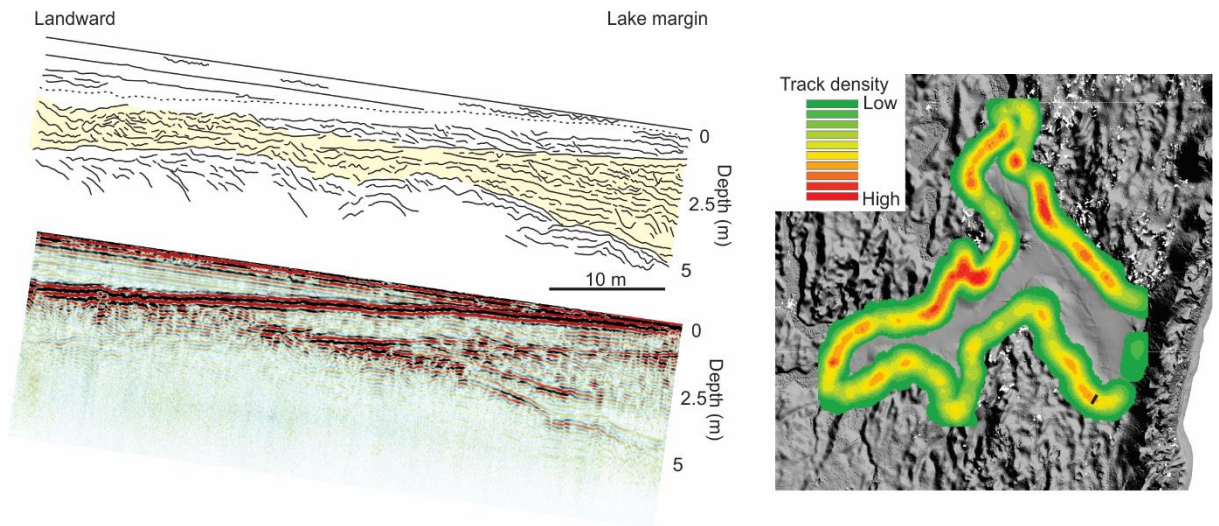 Landward
Lake margin
0
2.5
5
Depth (m)
10 m
0
2.5
5
Depth (m)
Track density
Low
High